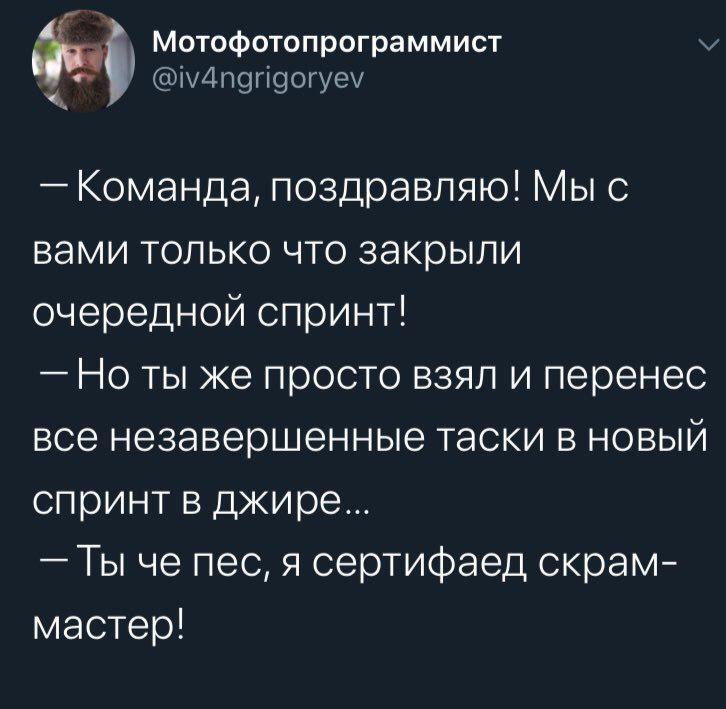 Мотофотопрограммист
@iv4ngrigoryev
— Команда, поздравляю! Мы с
вами только что закрыли
очередной спринт!
— Но ты же просто взял и перенес
все незавершенные таски в новый
спринт в джире...
— Ты че пес, я сертифаед скрам-
мастер!